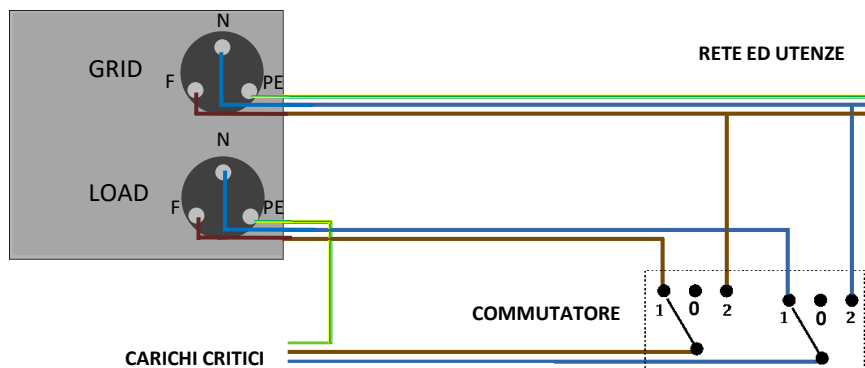 N
RETE ED UTENZE
GRID
F
PE
N
LOAD
F
PE
COMMUTATORE
1 0 2
1 0 2
CARICHI CRITICI